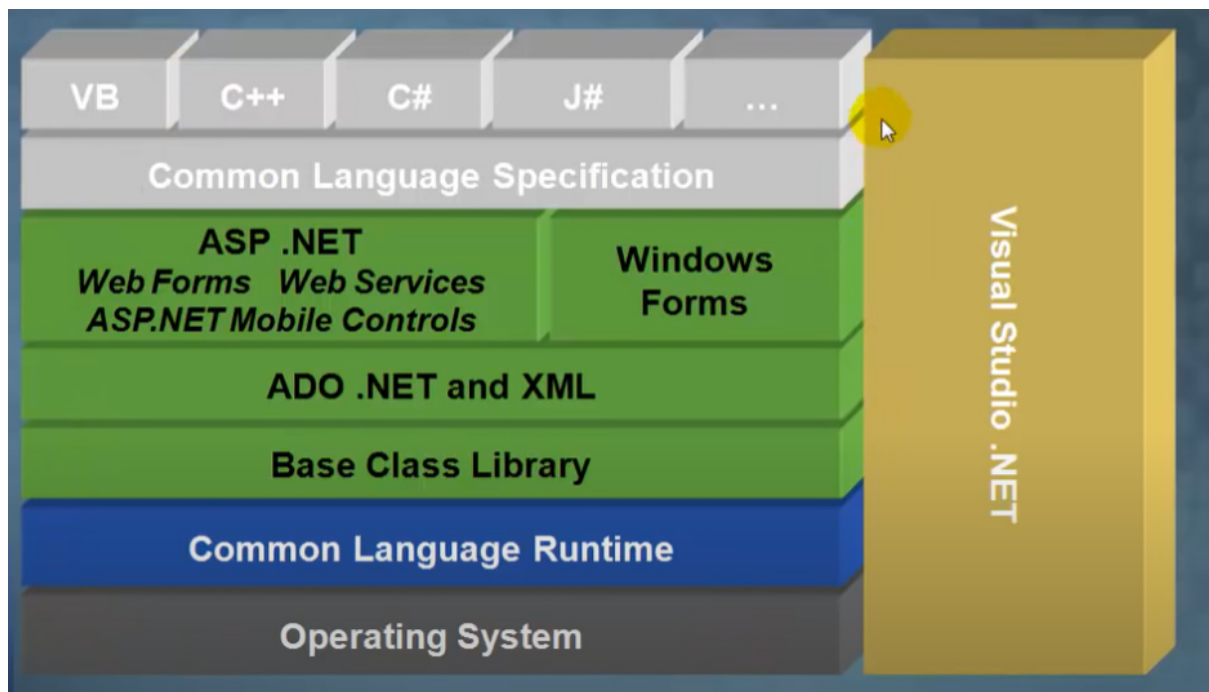 VB
C++
C#
J#
...
Common Language Specification
ASP .NET
Web Forms Web Services
ASP.NET Mobile Controls
Windows
Forms
ADO .NET and XML
Base Class Library
Common Language Runtime
Operating System
Visual Studio .NET